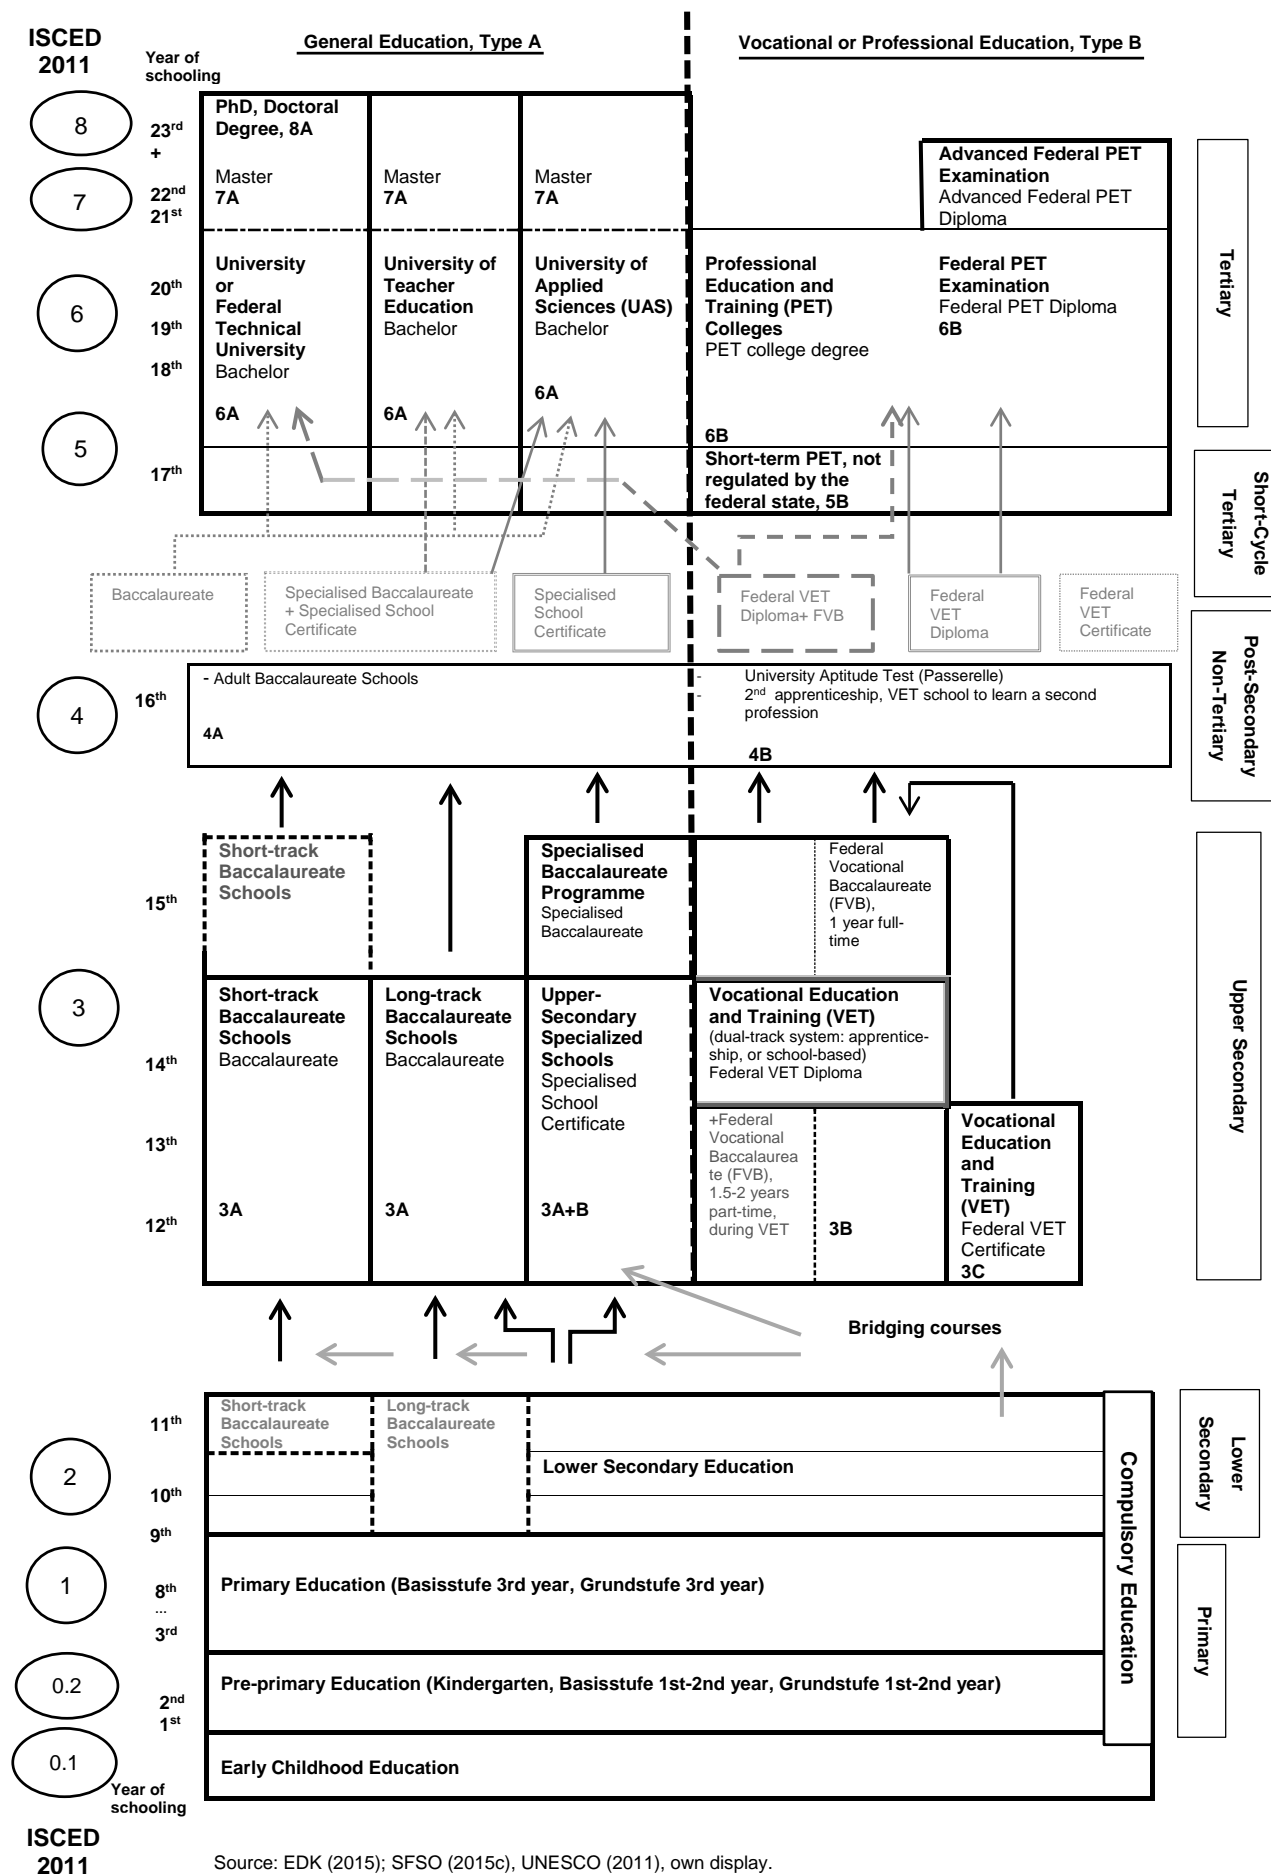 ISCED
2011
Year of
schooling
General Education, Type A
Vocational or Professional Education, Type B
8
23rd
+
PhD, Doctoral
Degree, 8A
7
22nd
21st
Master
7A
Master
7A
Master
7A
Advanced Federal PET
Examination
Advanced Federal PET
Diploma
Tertiary
6
20th
19th
18th
University
or
Federal
Technical
University
Bachelor
6A
University of
Teacher
Education
Bachelor
6A
University of
Applied
Sciences (UAS)
Bachelor
6A
Professional
Education and
Training (PET)
Colleges
PET college degree
6B
Federal PET
Examination
Federal PET Diploma
6B
5
17th
Short-term PET, not
regulated by the
federal state, 5B
Short-Cycle
Tertiary
Baccalaureate
Specialised Baccalaureate
+ Specialised School
Certificate
Specialised
School
Certificate
Federal VET
Diploma+ FVB
Federal
VET
Diploma
Federal
VET
Certificate
4
16th
- Adult Baccalaureate Schools
4A
- University Aptitude Test (Passerelle)
- 2nd apprenticeship, VET school to learn a second
profession
4B
Post-Secondary
Non-Tertiary
15th
Short-track
Baccalaureate
Schools
Specialised
Baccalaureate
Programme
Specialised
Baccalaureate
Federal
Vocational
Baccalaureate
(FVB),
1 year full-
time
3
14th
13th
12th
Short-track
Baccalaureate
Schools
Baccalaureate
3A
Long-track
Baccalaureate
Schools
Baccalaureate
3A
Upper-
Secondary
Specialized
Schools
Specialised
School
Certificate
3A+B
Vocational Education
and Training (VET)
(dual-track system: apprentice-
ship, or school-based)
Federal VET Diploma
+Federal
Vocational
Baccalaurea
te (FVB),
1.5-2 years
part-time,
during VET
3B
Vocational
Education
and
Training
(VET)
Federal VET
Certificate
3C
Upper Secondary
Bridging courses
11th
Short-track
Baccalaureate
Schools
Long-track
Baccalaureate
Schools
2
10th
9th
Lower Secondary Education
Lower
Secondary
Compulsory Education
1
8th
...
3rd
Primary Education (Basisstufe 3rd year, Grundstufe 3rd year)
Primary
0.2
2nd
1st
Pre-primary Education (Kindergarten, Basisstufe 1st-2nd year, Grundstufe 1st-2nd year)
0.1
Early Childhood Education
Year of
schooling
ISCED
2011
Source: EDK (2015); SFSO (2015c), UNESCO (2011), own display.